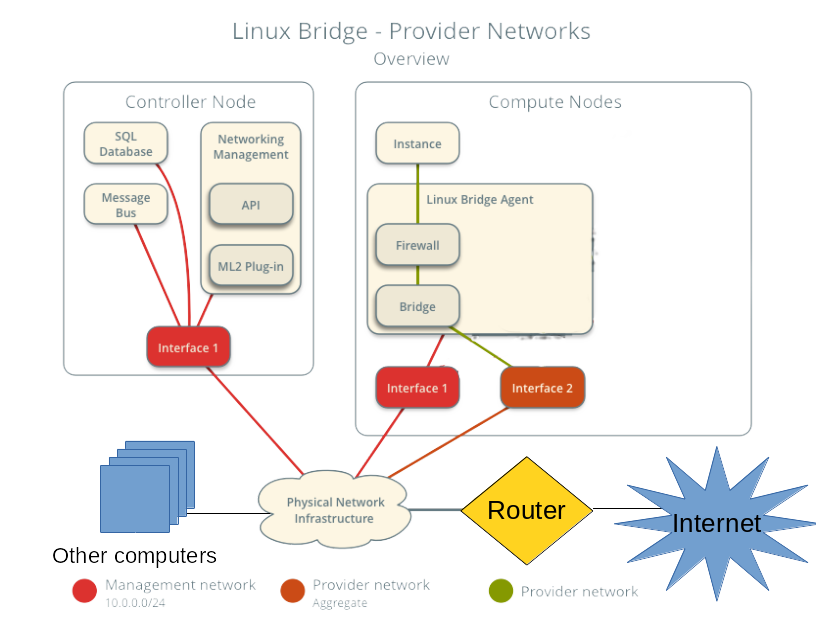 Linux Bridge - Provider Networks
Overview
Controller Node
SQL
Database
Message
Bus
Networking
Management
API
ML2 Plug-in
Interface 1
Compute Nodes
Instance
Linux Bridge Agent
Firewall
Bridge
Interface 1
Interface 2
Physical Network
Infrastructure
Router
Internet
Other computers
Management network
10.0.0.0/24
Provider network
Aggregate
Provider network